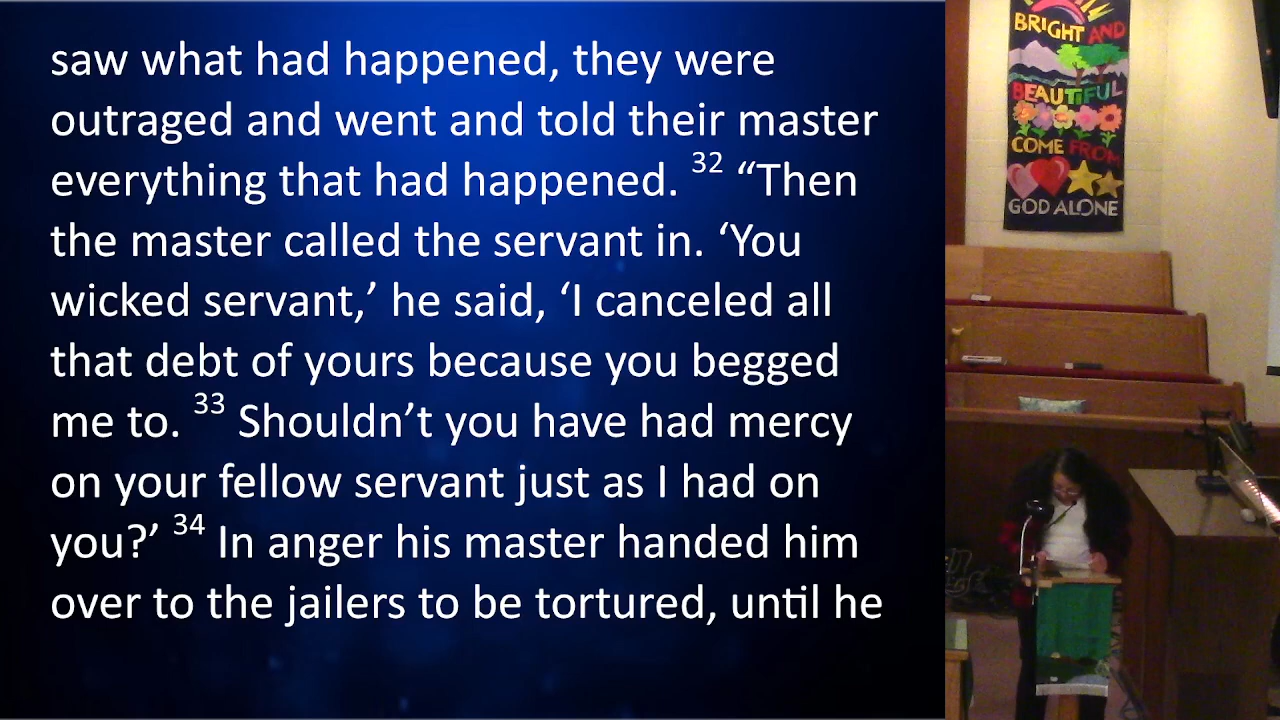 saw what had happened, they were
outraged and went and told their master
everything that had happened. 32 “Then
the master called the servant in. ‘You
wicked servant,’ he said, ‘I canceled all
that debt of yours because you begged
me to. 33 Shouldn’t you have had mercy
on your fellow servant just as I had on
you?’ 34 In anger his master handed him
over to the jailers to be tortured, until he
BRIGHT AND
BEAUTIFUL
COME FROM
GOD ALONE